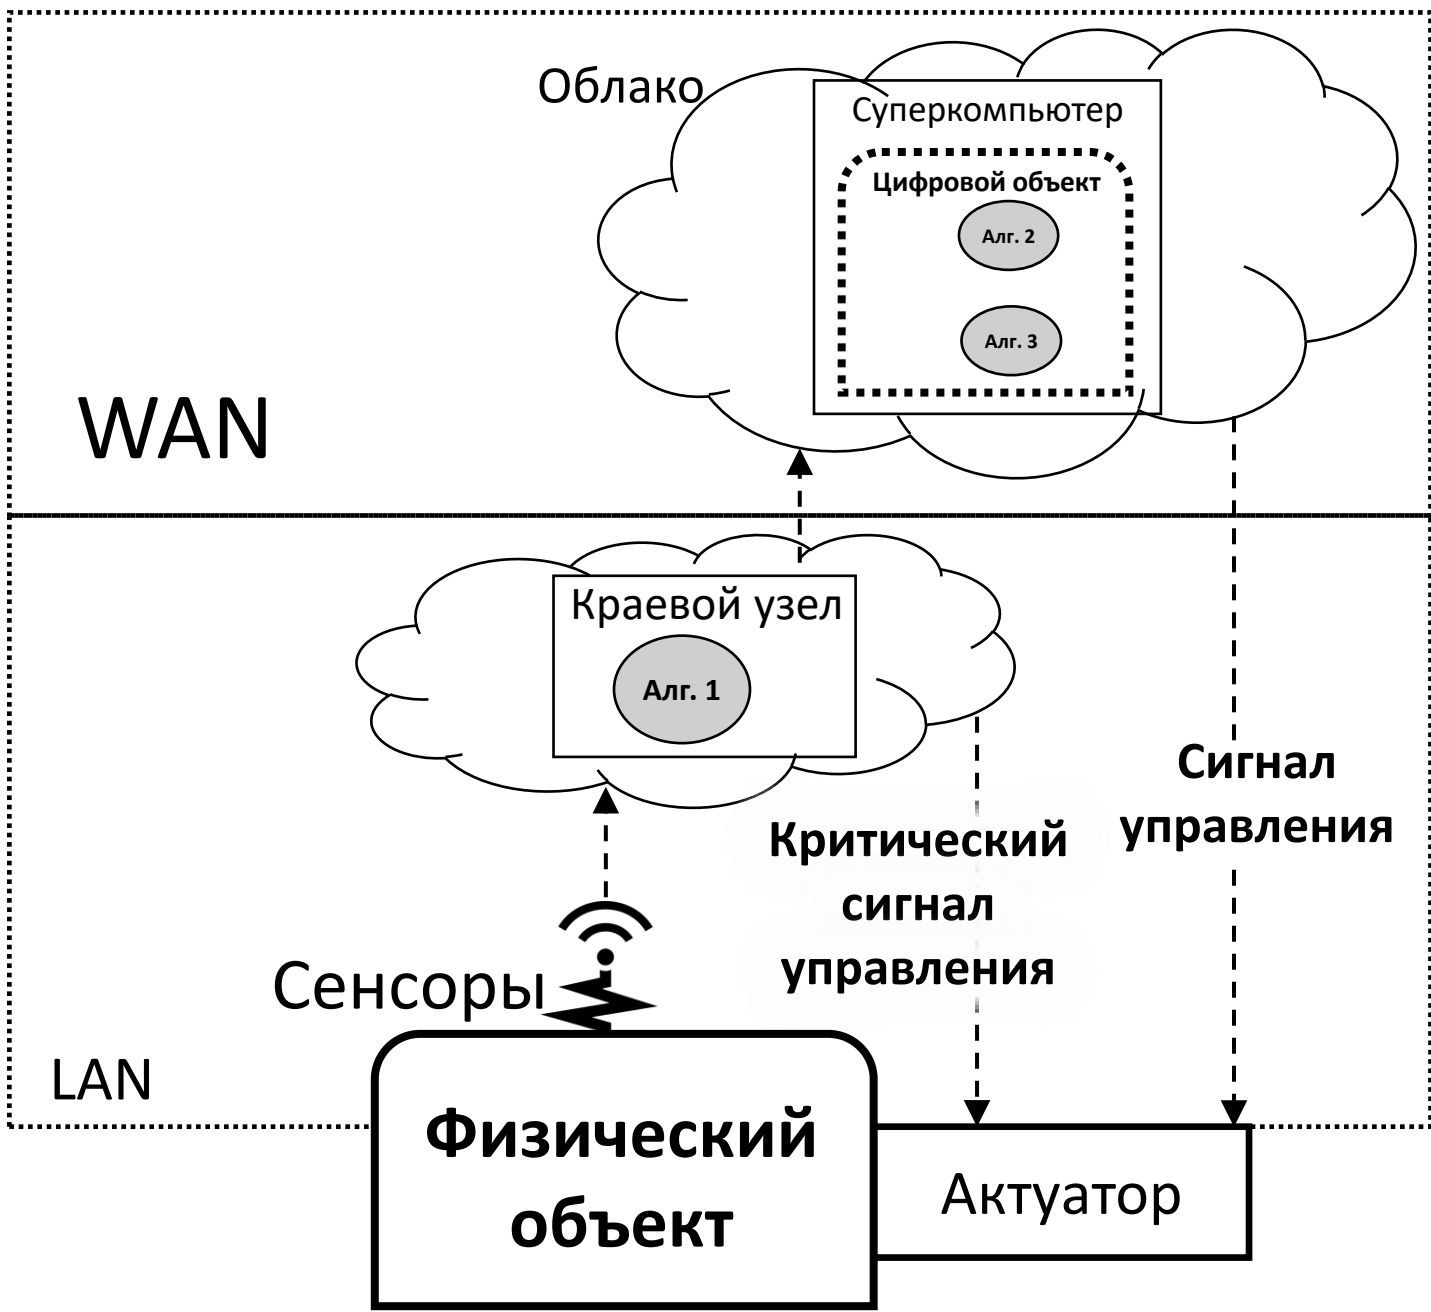 Облако
Суперкомпьютер
Цифровой объект
Алг. 2
Алг. 3
WAN
Краевой узел
Алг. 1
Сигнал
управления
Критический
сигнал
управления
Сенсоры
LAN
Физический
объект
Актуатор